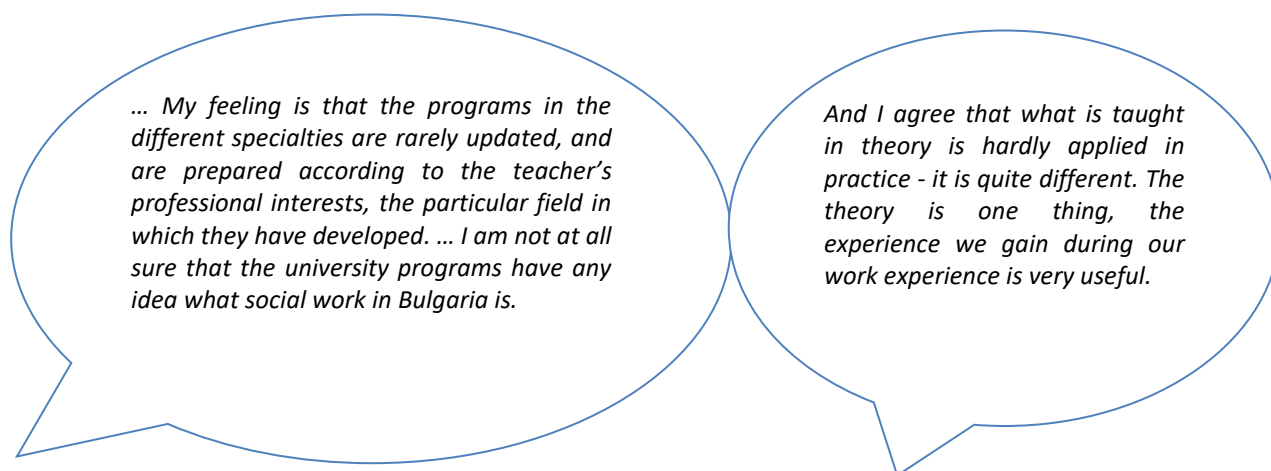 … My feeling is that the programs in the
different specialties are rarely updated, and
are prepared according to the teacher’s
professional interests, the particular field in
which they have developed. … I am not at all
sure that the university programs have any
idea what social work in Bulgaria is.
And I agree that what is taught
in theory is hardly applied in
practice - it is quite different. The
theory is one thing, the
experience we gain during our
work experience is very useful.